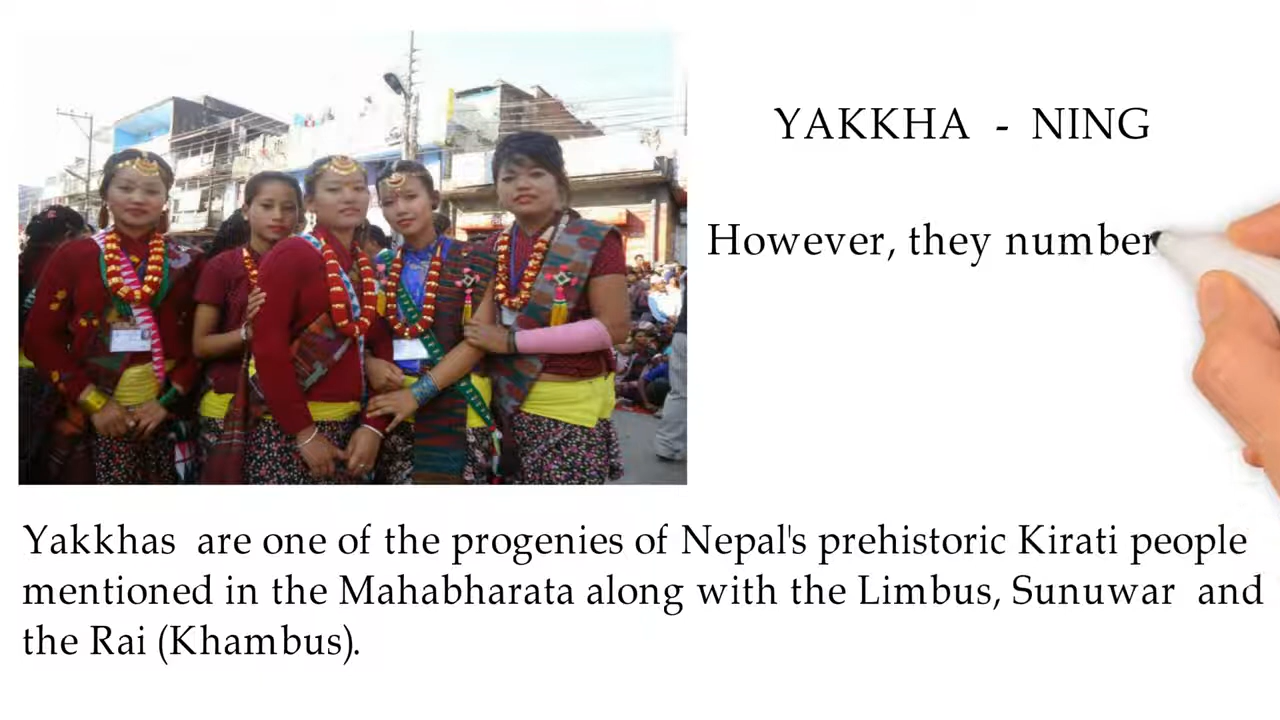 YAKKHA - NING
However, they number
Yakkhas are one of the progenies of Nepal's prehistoric Kirati people
mentioned in the Mahabharata along with the Limbus, Sunuwar and
the Rai (Khambus).